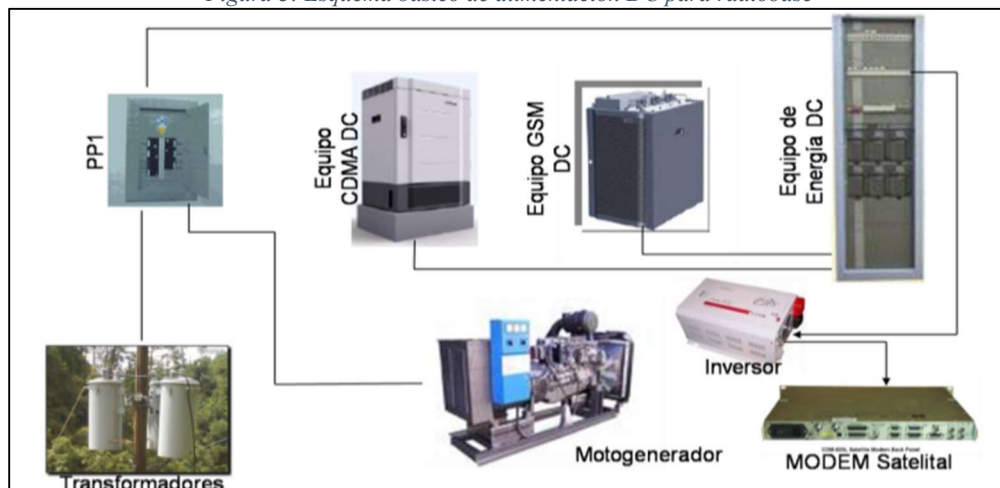 Figura 3. Esquema básico de alimentación DC para radiobase
PP1
Equipo
CDMA DC
Equipo GSM
DC
Equipo de
Energía DC
Inversor
Motogenerador
MODEM Satelital
Transformadores